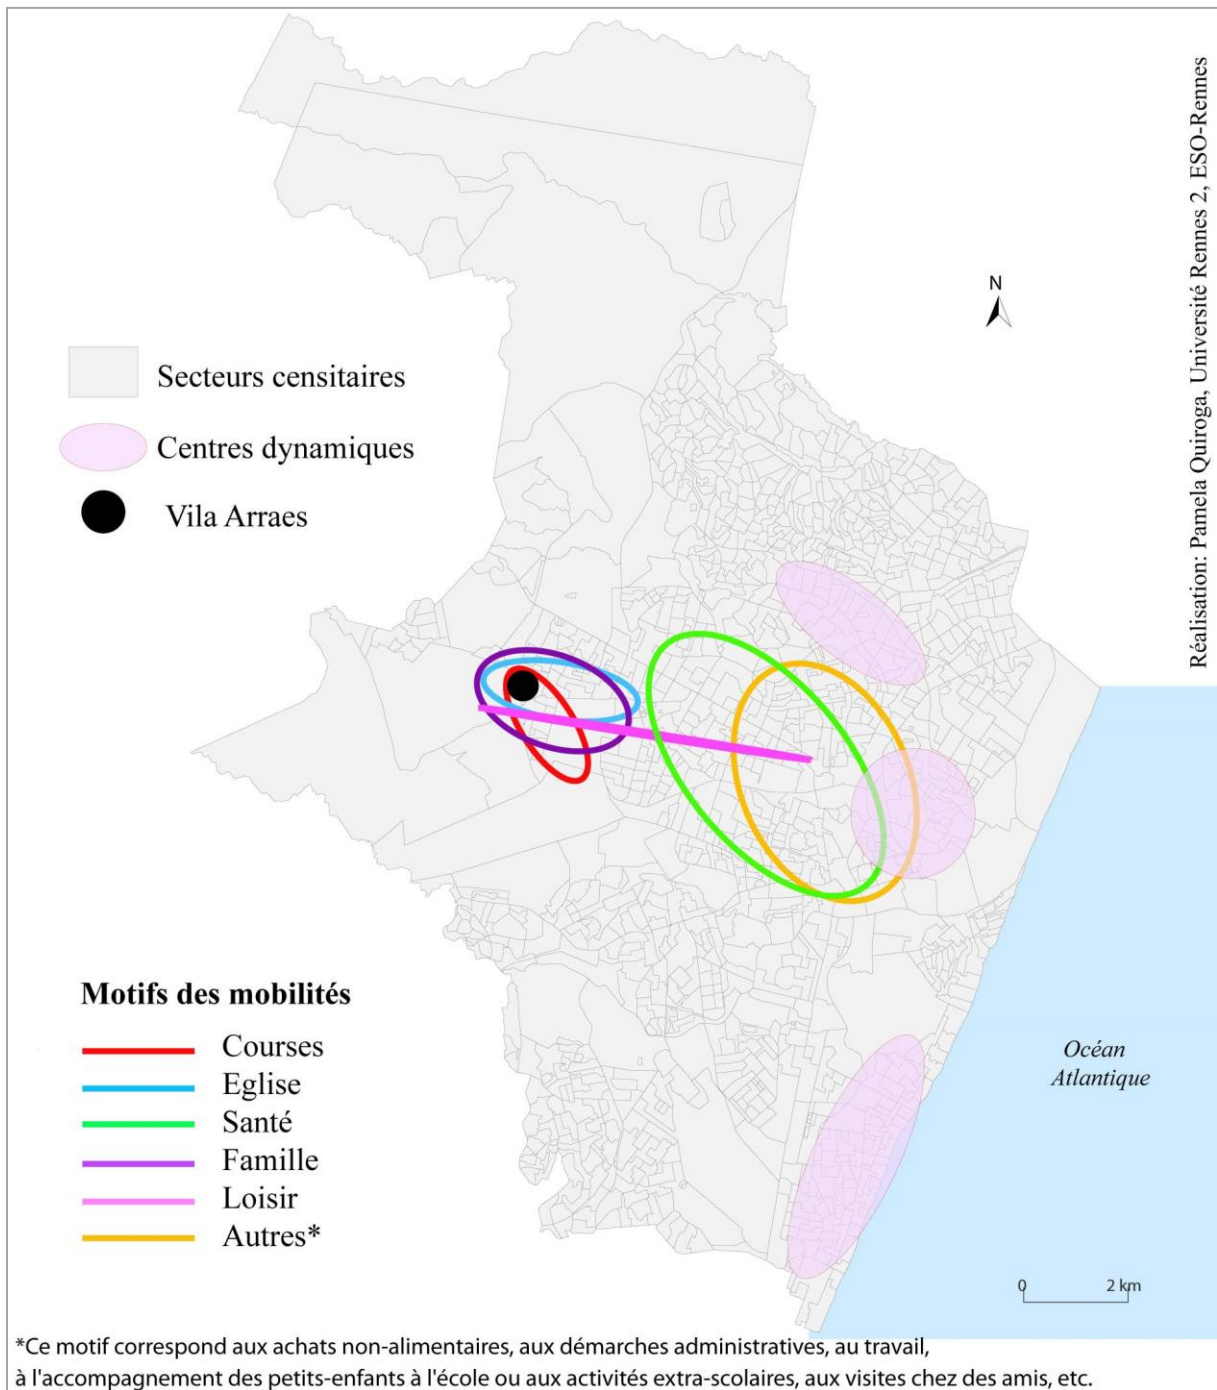 Réalisation: Pamela Quiroga, Université Rennes 2, ESO-Rennes
N
Secteurs censitaires
Centres dynamiques
Vila Arraes
Motifs des mobilités
Courses
Eglise
Santé
Famille
Loisir
Autres*
Océan
Atlantique
0 2 km
*Ce motif correspond aux achats non-alimentaires, aux démarches administratives, au travail,
à l'accompagnement des petits-enfants à l'école ou aux activités extra-scolaires, aux visites chez des amis, etc.